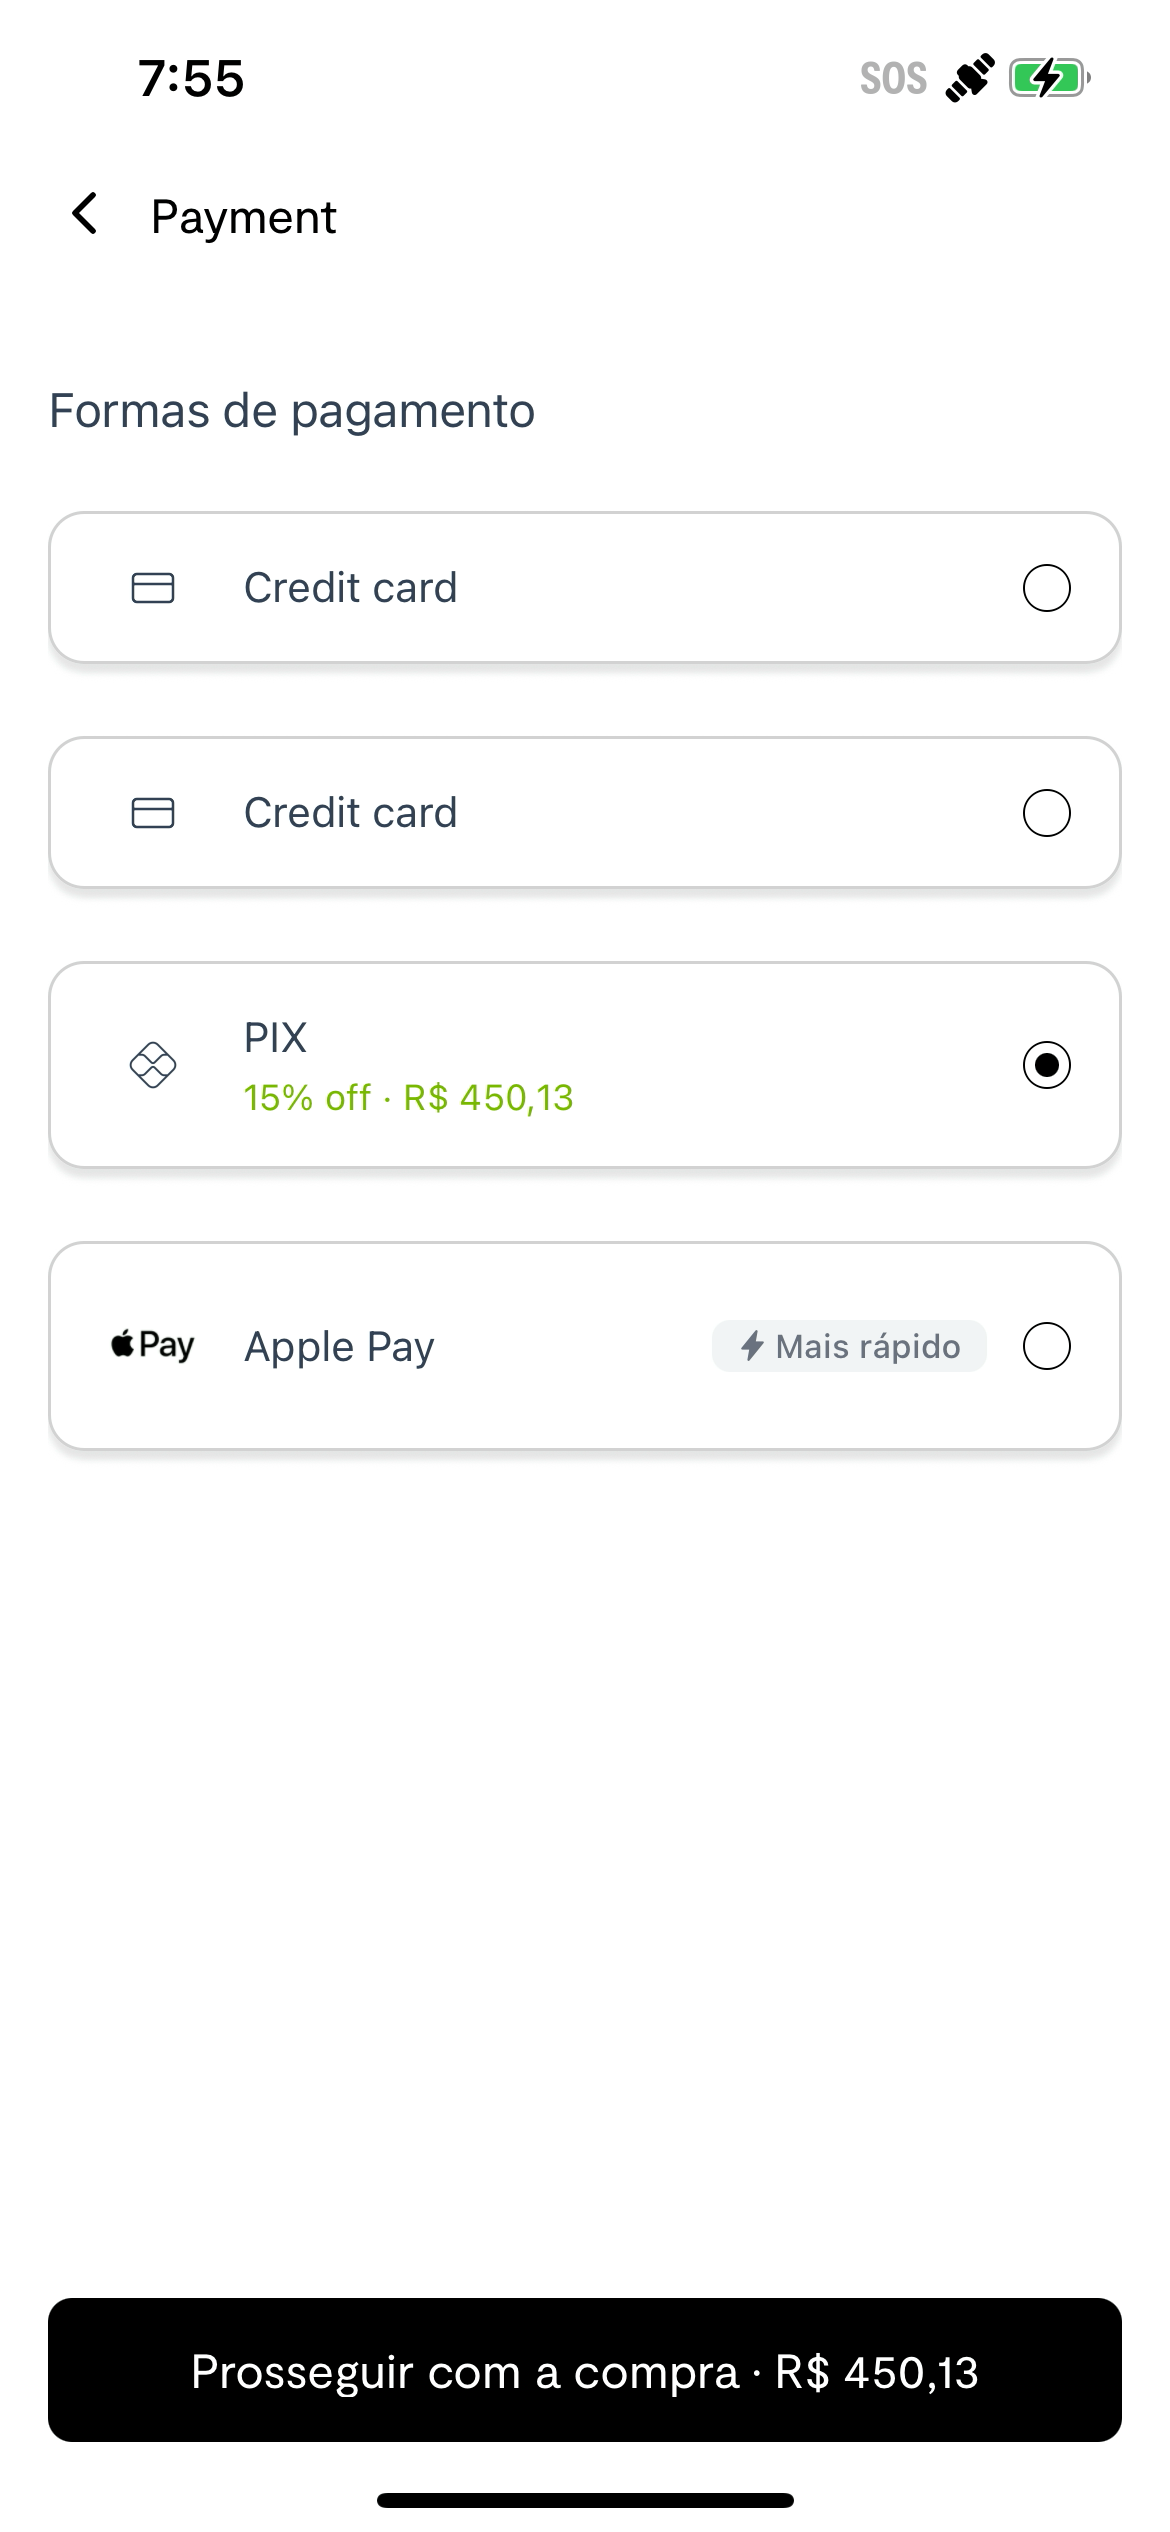 7:55
SOS
Payment
Formas de pagamento
Credit card
Credit card
PIX
15% off · R$ 450,13
Pay
Apple Pay
Mais rápido
Prosseguir com a compra · R$ 450,13